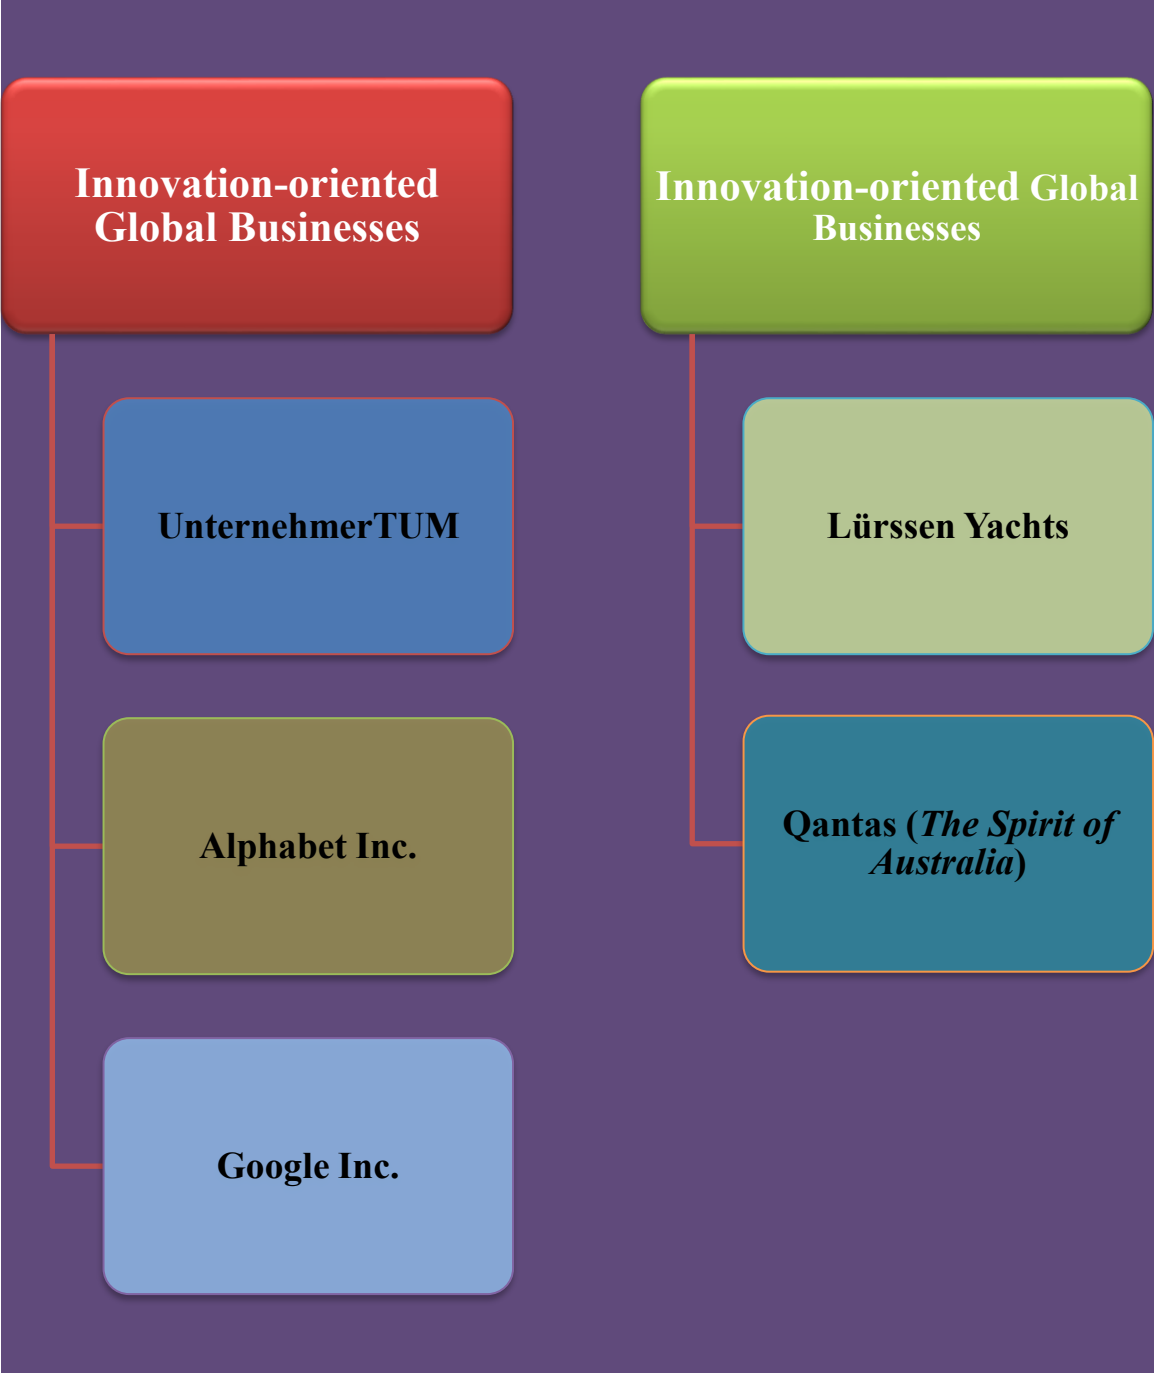 Innovation-oriented
Global Businesses
UnternehmerTUM
Alphabet Inc.
Google Inc.
Innovation-oriented Global
Businesses
Lürssen Yachts
Qantas (The Spirit of
Australia)